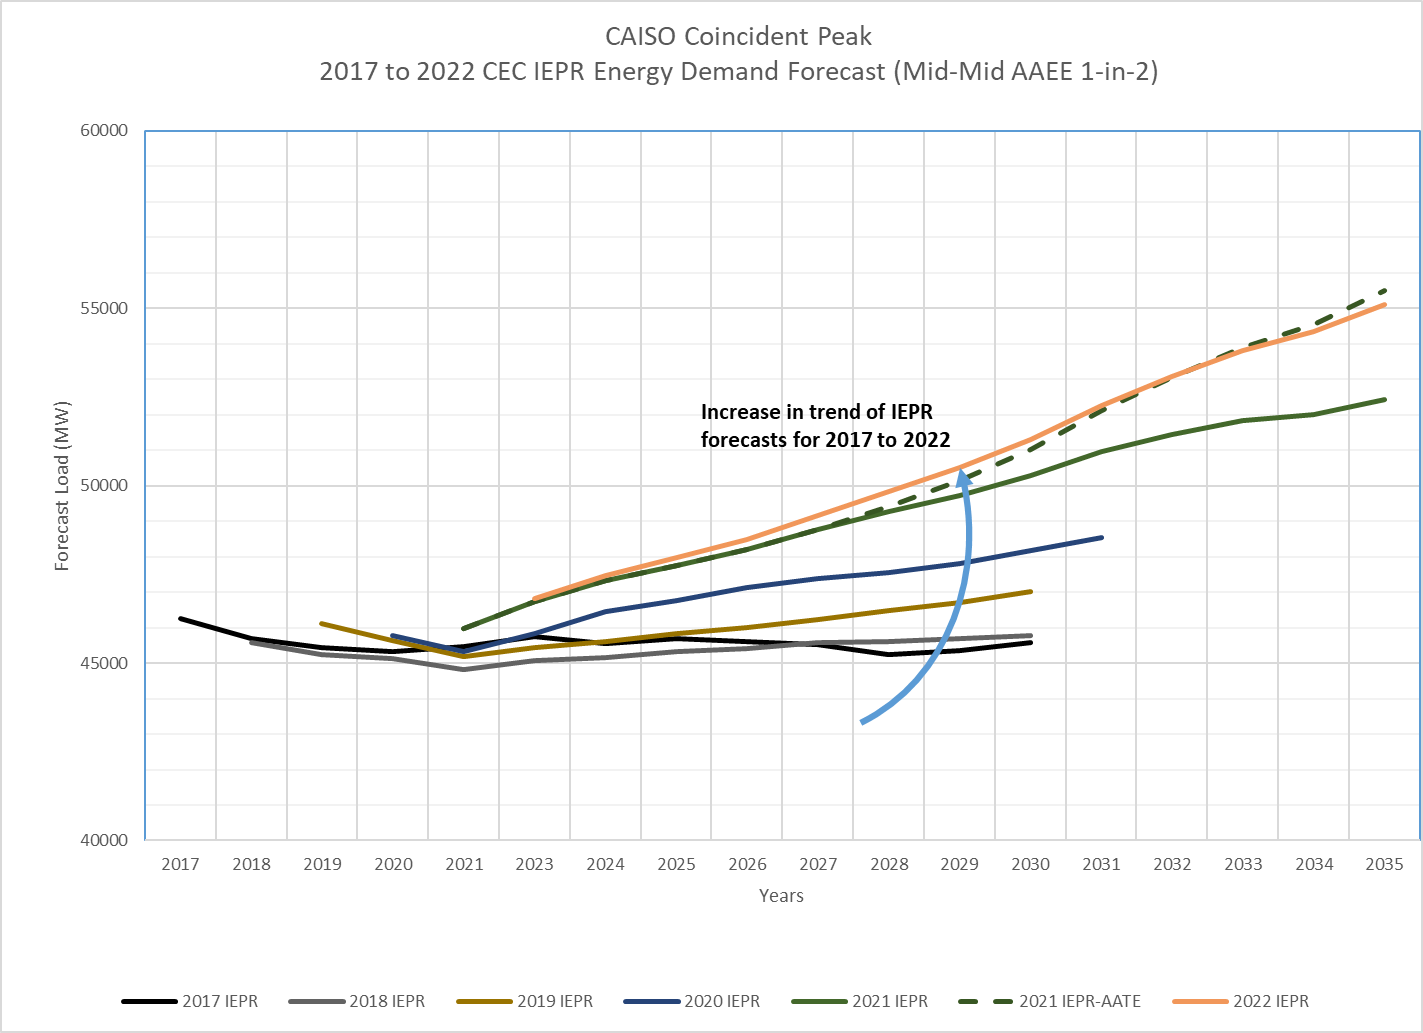 CAISO Coincident Peak
2017 to 2022 CEC IEPR Energy Demand Forecast (Mid-Mid AAEE 1-in-2)
60000
55000
50000
45000
40000
Forecast Load (MW)
Increase in trend of IEPR
forecasts for 2017 to 2022
2017 2018 2019 2020 2021 2023 2024 2025 2026 2027 2028 2029 2030 2031 2032 2033 2034 2035
Years
2017 IEPR 2018 IEPR 2019 IEPR 2020 IEPR 2021 IEPR 2021 IEPR-AATE 2022 IEPR